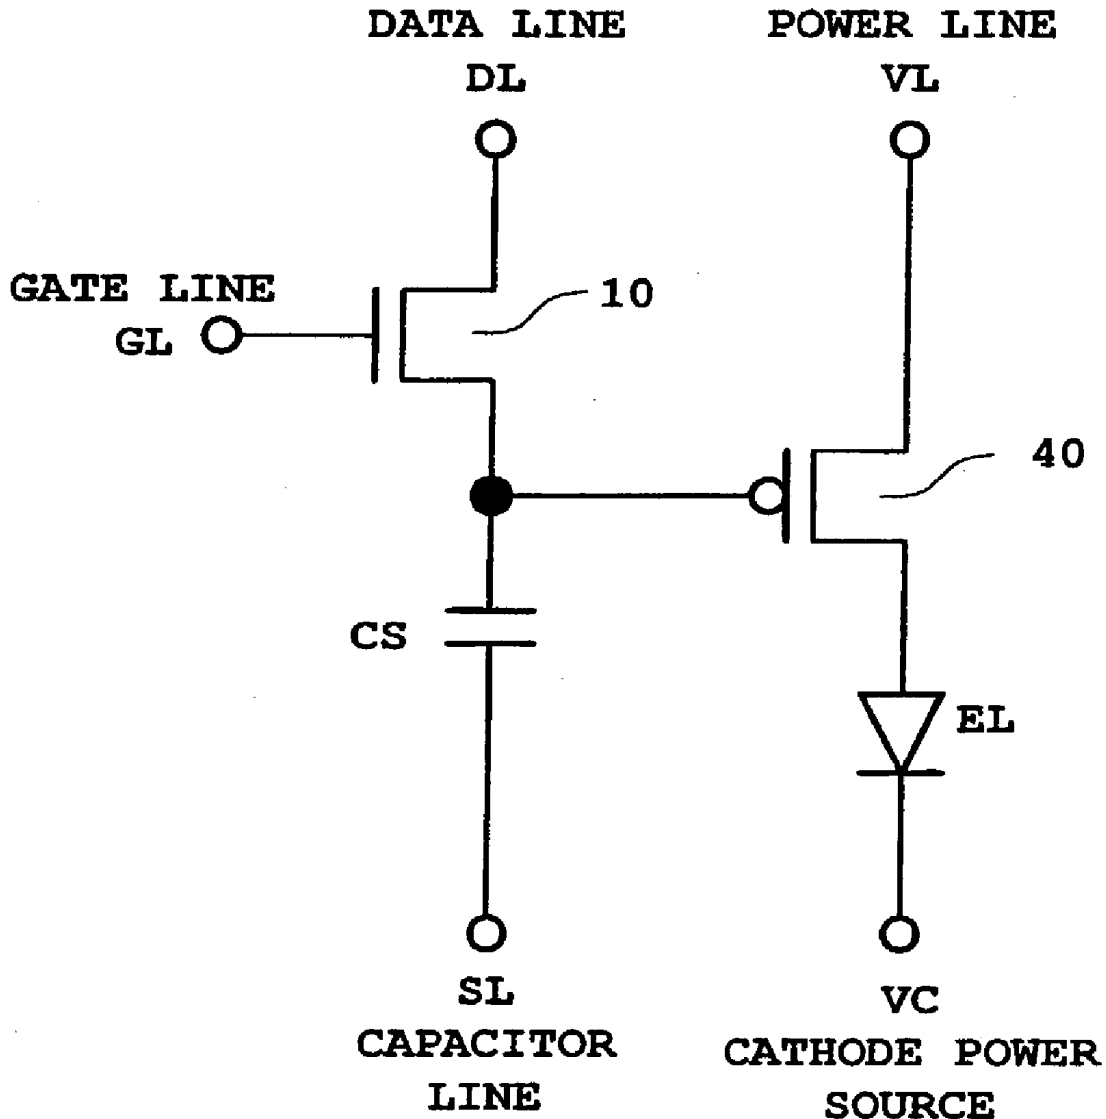 DATA LINE
DL
POWER LINE
VL
GATE LINE
GL
10
40
CS
EL
SL
CAPACITOR
LINE
VC
CATHODE POWER
SOURCE